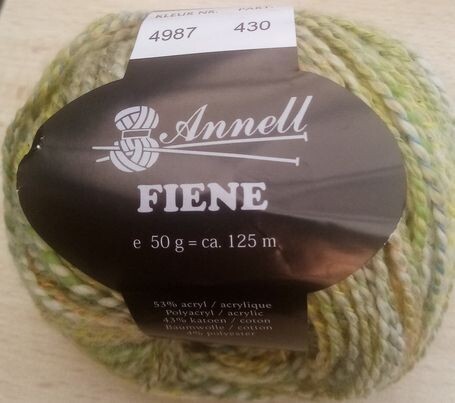 KLEUR NR. PART.
4987 430
Annell
FIENE
e 50 g = ca. 125 m
53% acryl / acrylique
Polyacryl / acrylic
43% katoen / coton
Baumwolle / cotton
4% polyester